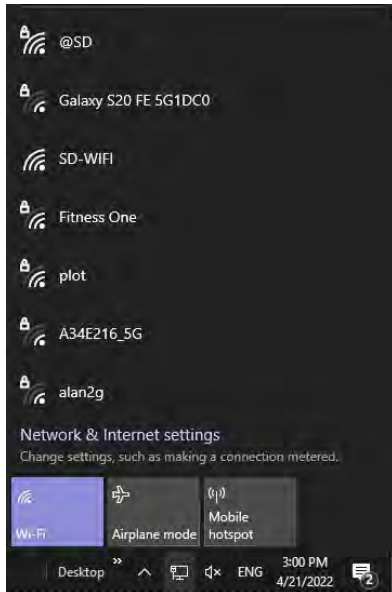 @SD
Galaxy S20 FE 5G1DC0
SD-WIFI
Fitness One
plot
A34E216_5G
alan2g
Network & Internet settings
Change settings, such as making a connection metered.
Wi-Fi
Airplane mode
Mobile
hotspot
Desktop
ENG
3:00 PM
4/21/2022
2